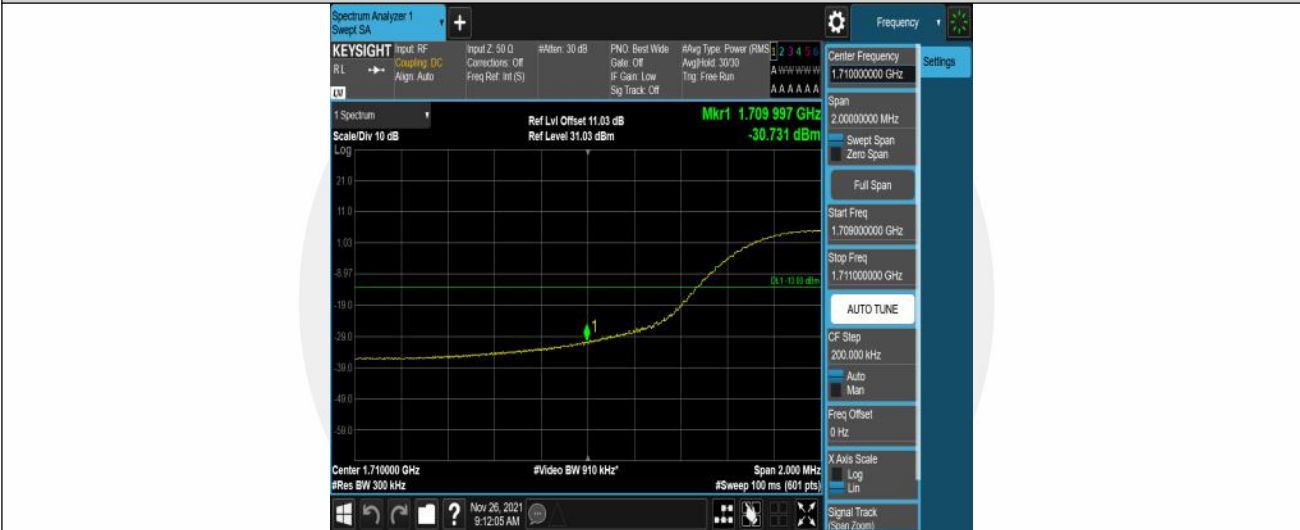 Spectrum Analyzer 1
Swept SA
+
Frequency
KEYSIGHT
RL
Input: RF
Coupling: DC
Align: Auto
Input Z: 50 Ω
Corrections: Off
Freq Ref: Int (S)
#Atten: 30 dB
PNO: Best Wide
Gate: Off
IF Gain: Low
Sig Track: Off
#Avg Type: Power (RMS
Avg|Hold: 30/30
Trig: Free Run
1 2 3 4 5 6
A W W W W W
A A A A A A
Center Frequency
1.710000000 GHz
Settings
Span
2.00000000 MHz
Swept Span
Zero Span
Full Span
Start Freq
1.709000000 GHz
Stop Freq
1.711000000 GHz
AUTO TUNE
CF Step
200.000 kHz
Auto
Man
Freq Offset
0 Hz
X Axis Scale
Log
Lin
Signal Track
(Span Zoom)
1 Spectrum
Scale/Div 10 dB
Log
Ref Lvl Offset 11.03 dB
Ref Level 31.03 dBm
Mkr1 1.709 997 GHz
-30.731 dBm
21.0
11.0
1.03
-8.97
-19.0
-29.0
-39.0
-49.0
-59.0
1
Center 1.710000 GHz
#Res BW 300 kHz
#Video BW 910 kHz*
Span 2.000 MHz
#Sweep 100 ms (601 pts)
?
Nov 26, 2021
9:12:05 AM